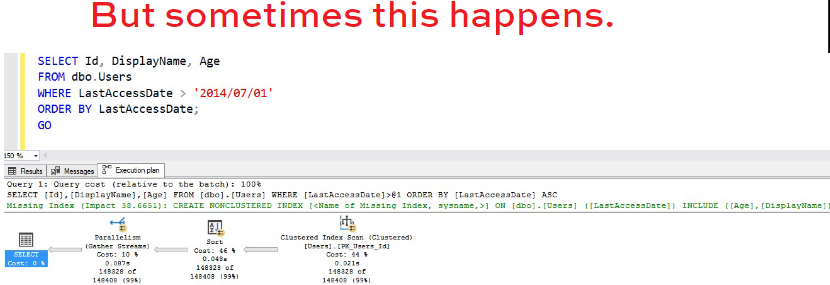 But sometimes this happens.
SELECT Id, DisplayName, Age
FROM dbo.Users
WHERE LastAccessDate > '2014/07/01'
ORDER BY LastAccessDate;
GO
150 %
Results Messages Execution plan
Query 1: Query cost (relative to the batch): 100%
SELECT [Id],[DisplayName],[Age] FROM [dbo].[Users] WHERE [LastAccessDate]>@1 ORDER BY [LastAccessDate] ASC
Missing Index (Impact 38.6651): CREATE NONCLUSTERED INDEX [<Name of Missing Index, sysname,>] ON [dbo].[Users] ([LastAccessDate]) INCLUDE ([Age],[DisplayName])
SELECT
Cost: 0 %
Parallelism
(Gather Streams)
Cost: 10 %
0.087s
148328 of
148408 (99%)
Sort
Cost: 46 %
0.048s
148328 of
148408 (99%)
Clustered Index Scan (Clustered)
[Users].[PK_Users_Id]
Cost: 44 %
0.021s
148328 of
148408 (99%)